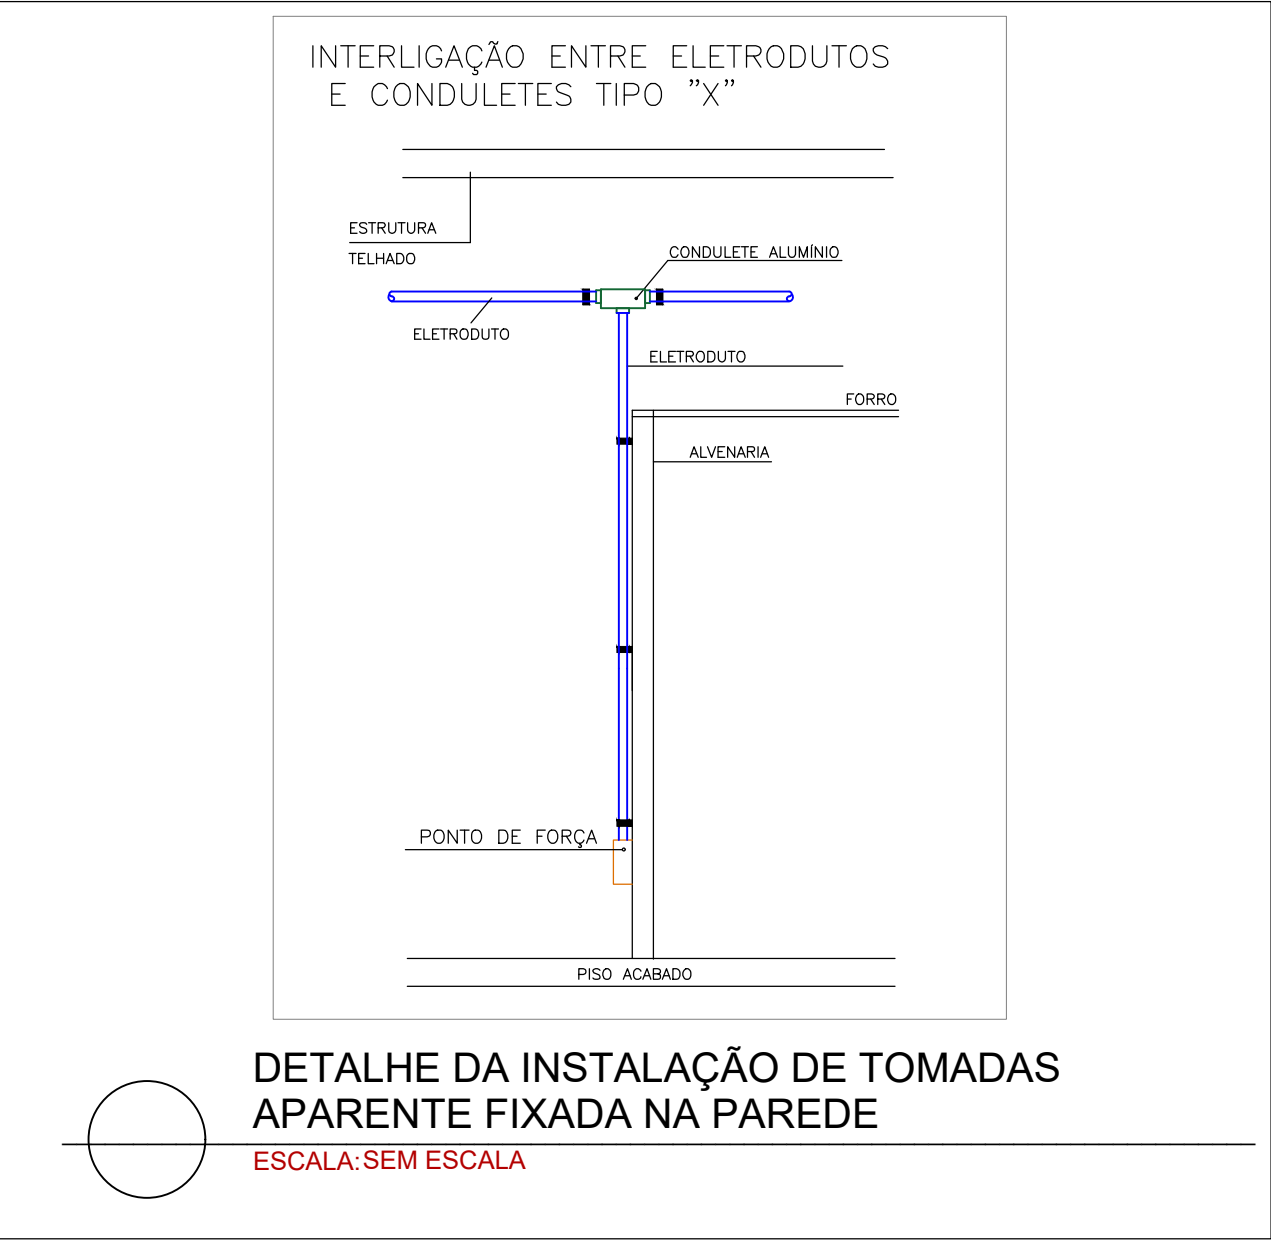 INTERLIGAÇÃO ENTRE ELETRODUTOS
E CONDULETES TIPO ”X”
ESTRUTURA
TELHADO
CONDULETE ALUMÍNIO
ELETRODUTO
ELETRODUTO
FORRO
ALVENARIA
PONTO DE FORÇA
PISO ACABADO
DETALHE DA INSTALAÇÃO DE TOMADAS
APARENTE FIXADA NA PAREDE
ESCALA: SEM ESCALA